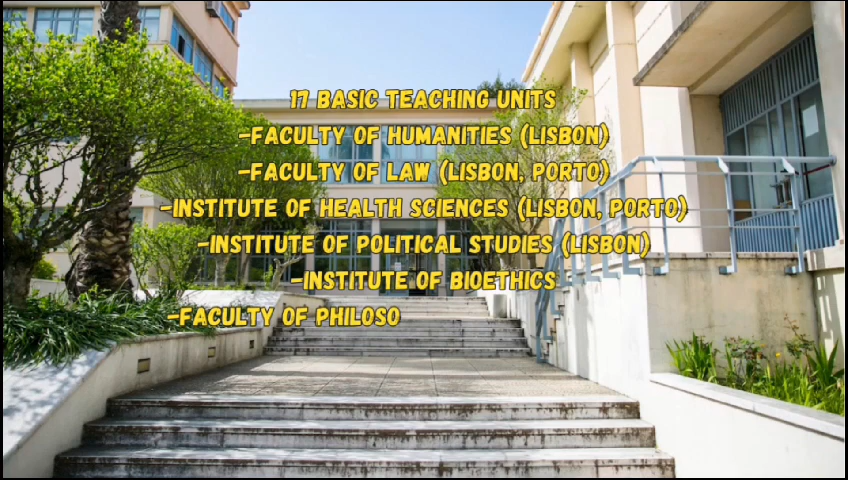 17 BASIC TEACHING UNITS
-FACULTY OF HUMANITIES (LISBON)
-FACULTY OF LAW (LISBON, PORTO)
-INSTITUTE OF HEALTH SCIENCES (LISBON, PORTO)
-INSTITUTE OF POLITICAL STUDIES (LISBON)
-INSTITUTE OF BIOETHICS
-FACULTY OF PHILOSO